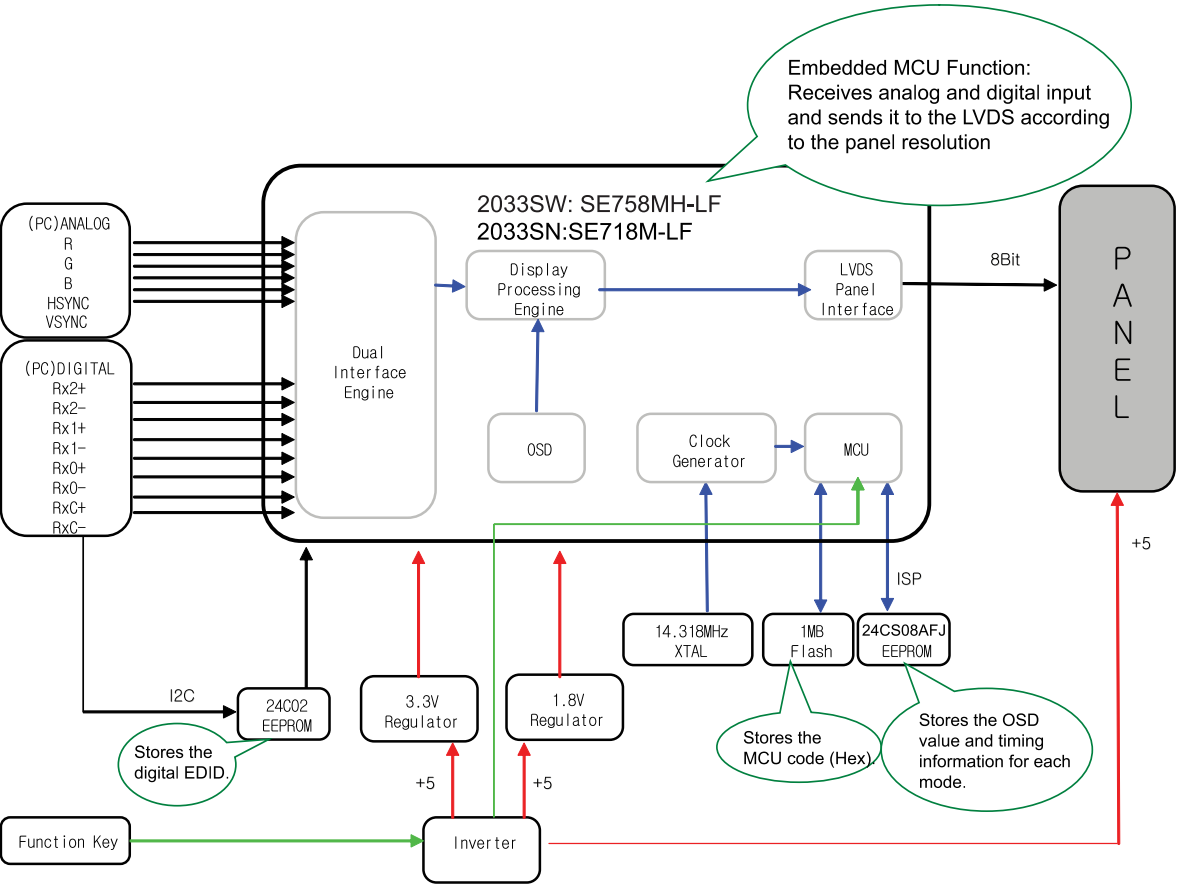 Embedded MCU Function:
Receives analog and digital input
and sends it to the LVDS according
to the panel resolution
2033SW: SE758MH-LF
2033SN:SE718M-LF
(PC)ANALOG
R
G
B
HSYNC
VSYNC
(PC)DIGITAL
Rx2+
Rx2-
Rx1+
Rx1-
Rx0+
Rx0-
RxC+
RxC-
Dual
Interface
Engine
Display
Processing
Engine
LVDS
Panel
Interface
8Bit
P
A
N
E
L
OSD
Clock
Generator
MCU
+5
ISP
14.318MHz
XTAL
1MB
Flash
24CS08AFJ
EEPROM
I2C
24C02
EEPROM
3.3V
Regulator
1.8V
Regulator
Stores the
digital EDID.
Stores the
MCU code (Hex).
Stores the OSD
value and timing
information for each
mode.
+5
+5
Function Key
Inverter